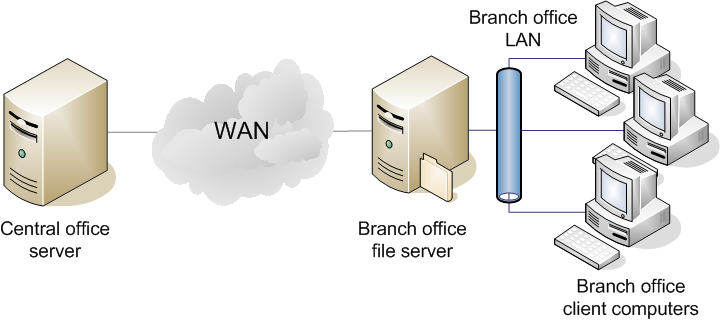 Branch office
LAN
WAN
Central office
server
Branch office
file server
Branch office
client computers